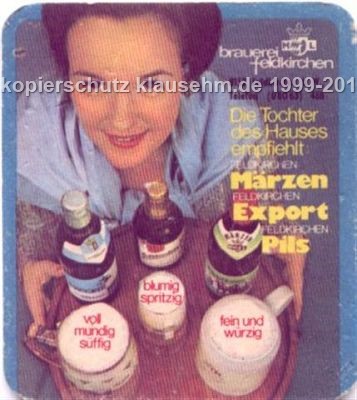 brauerei
feldkirchen
kopierschutz klausehm.de 1999-201
Die Tochter
des Hauses
empfiehlt
FELDKIRCHEN
Märzen
FELDKIRCHEN
Export
FELDKIRCHEN
Pils
voll
mundig
süffig
blumig
spritzig
fein und
würzig